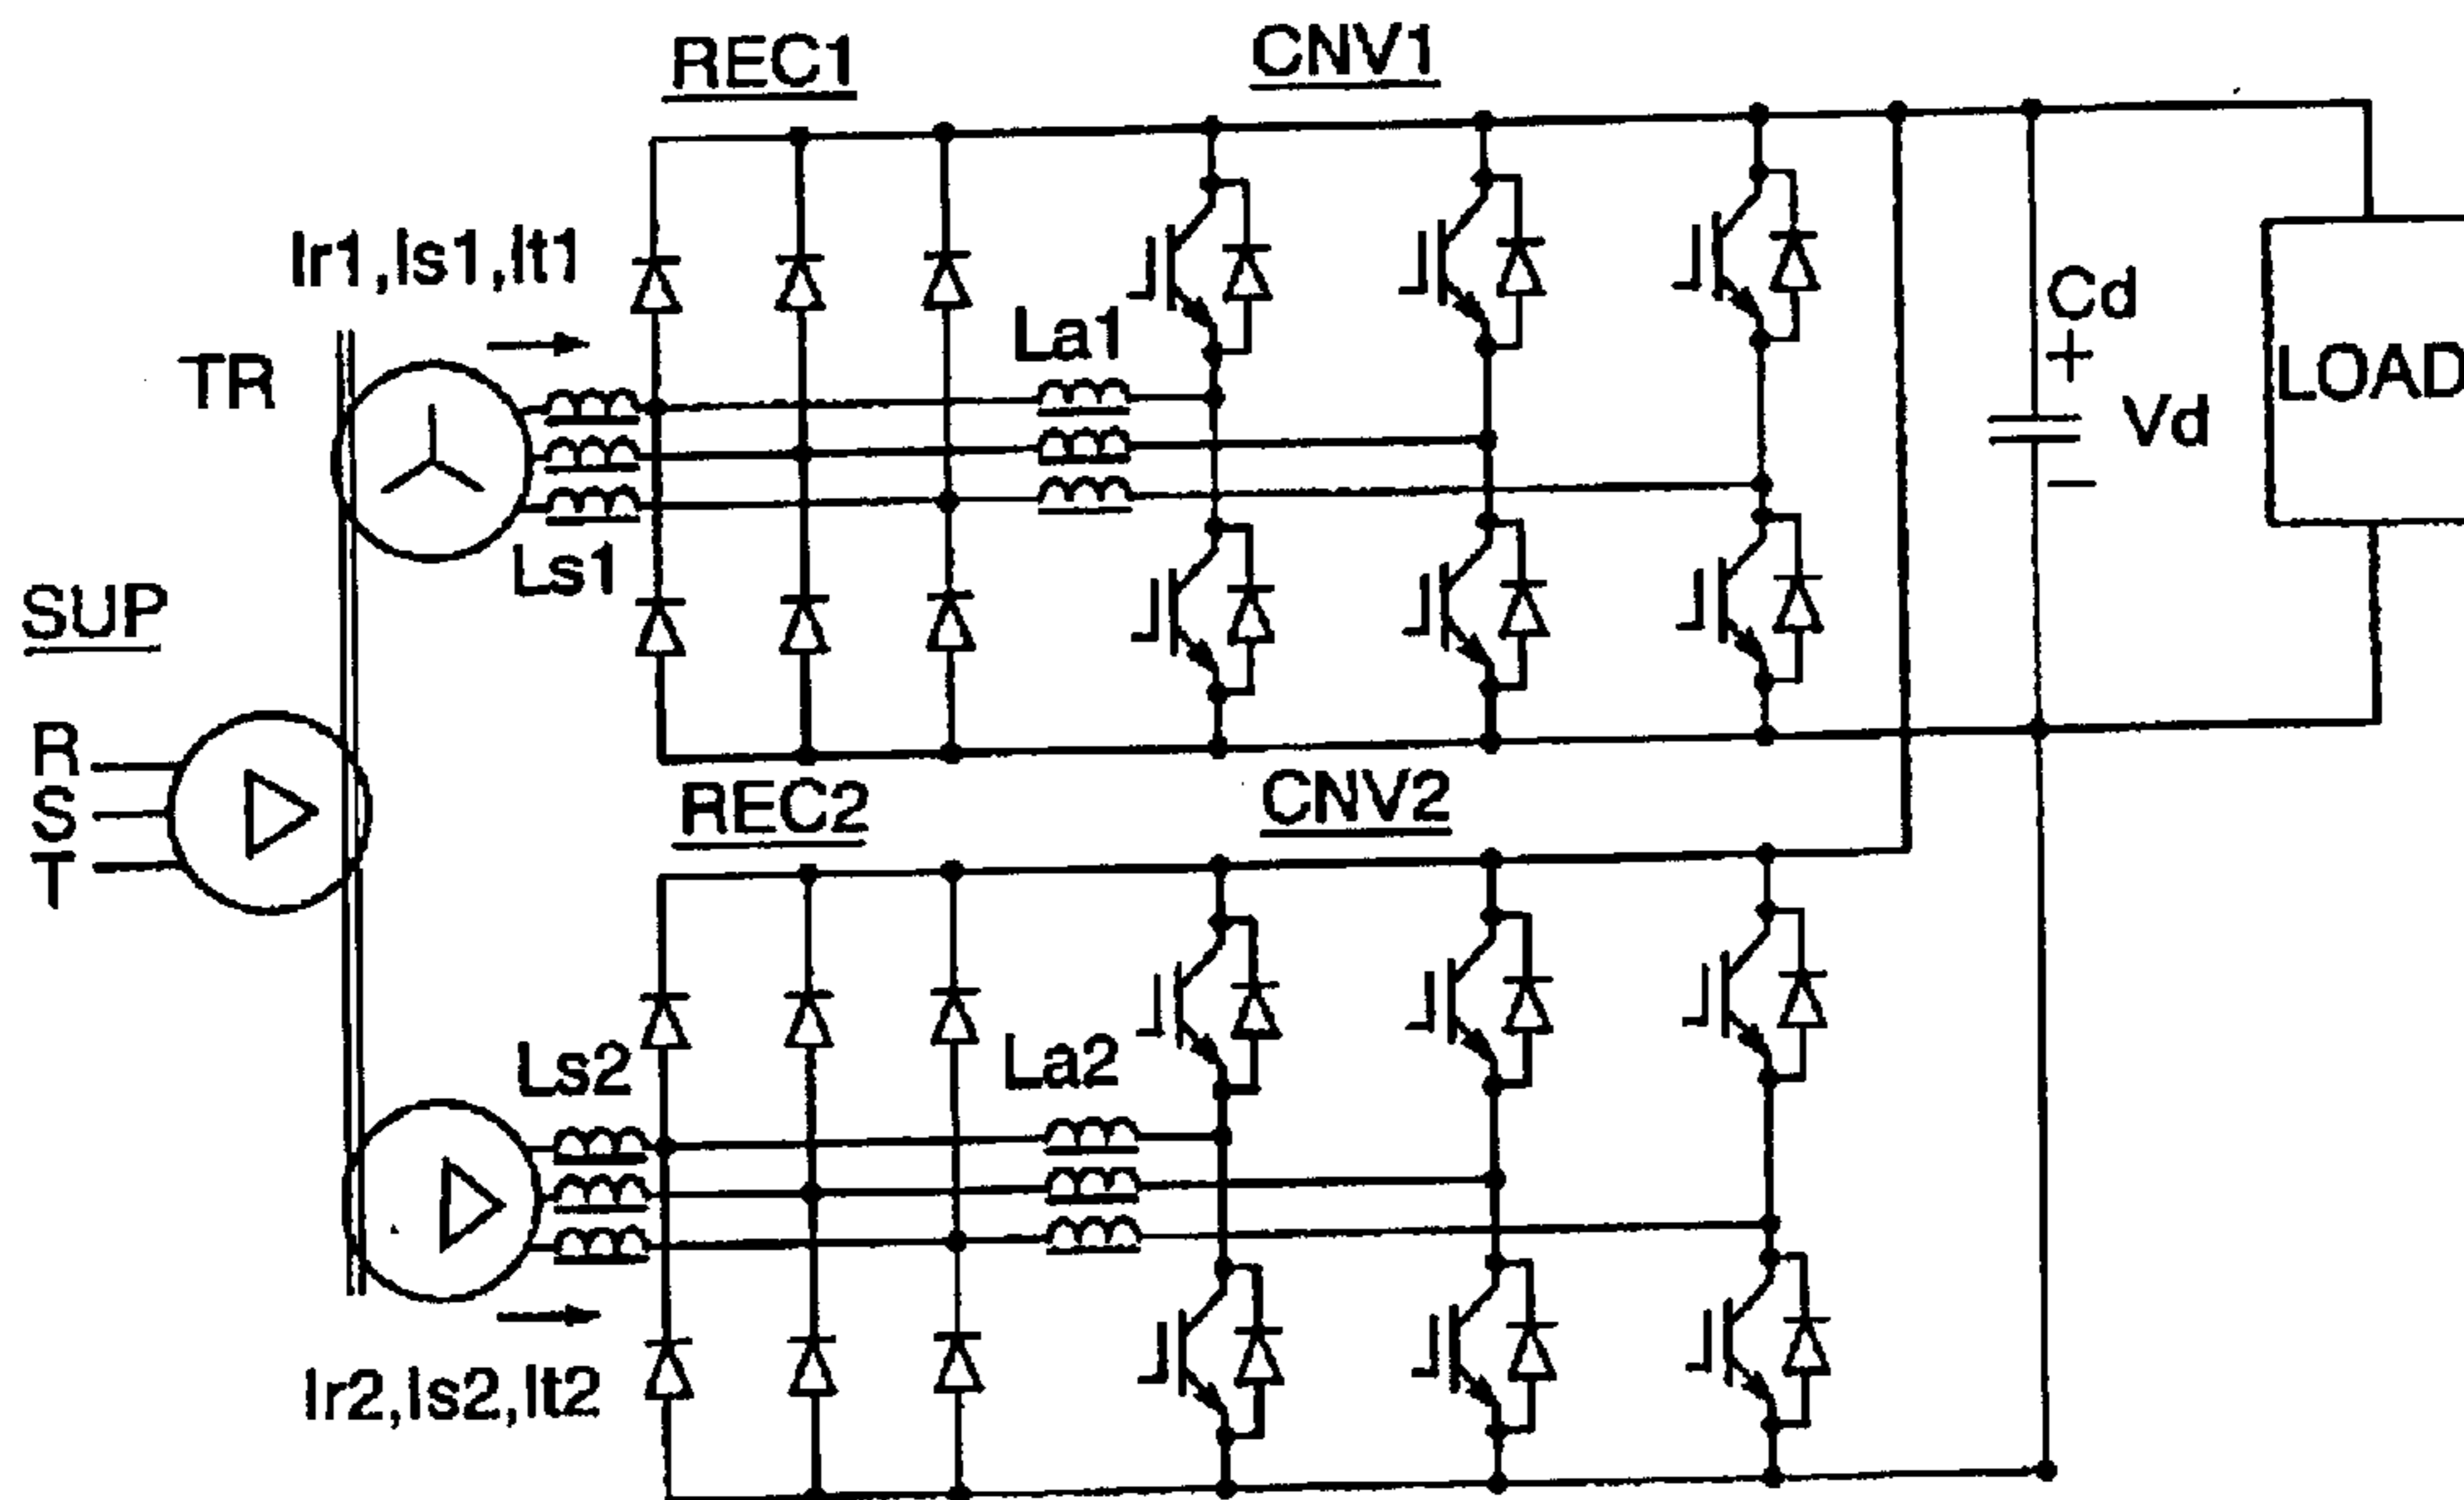 REC1
CNV1
Ir1,Is1,It1
La1
TR
Cd
+
Vd
−
LOAD
Ls1
SUP
R
S
T
REC2
CNV2
Ls2
La2
Ir2,Is2,It2